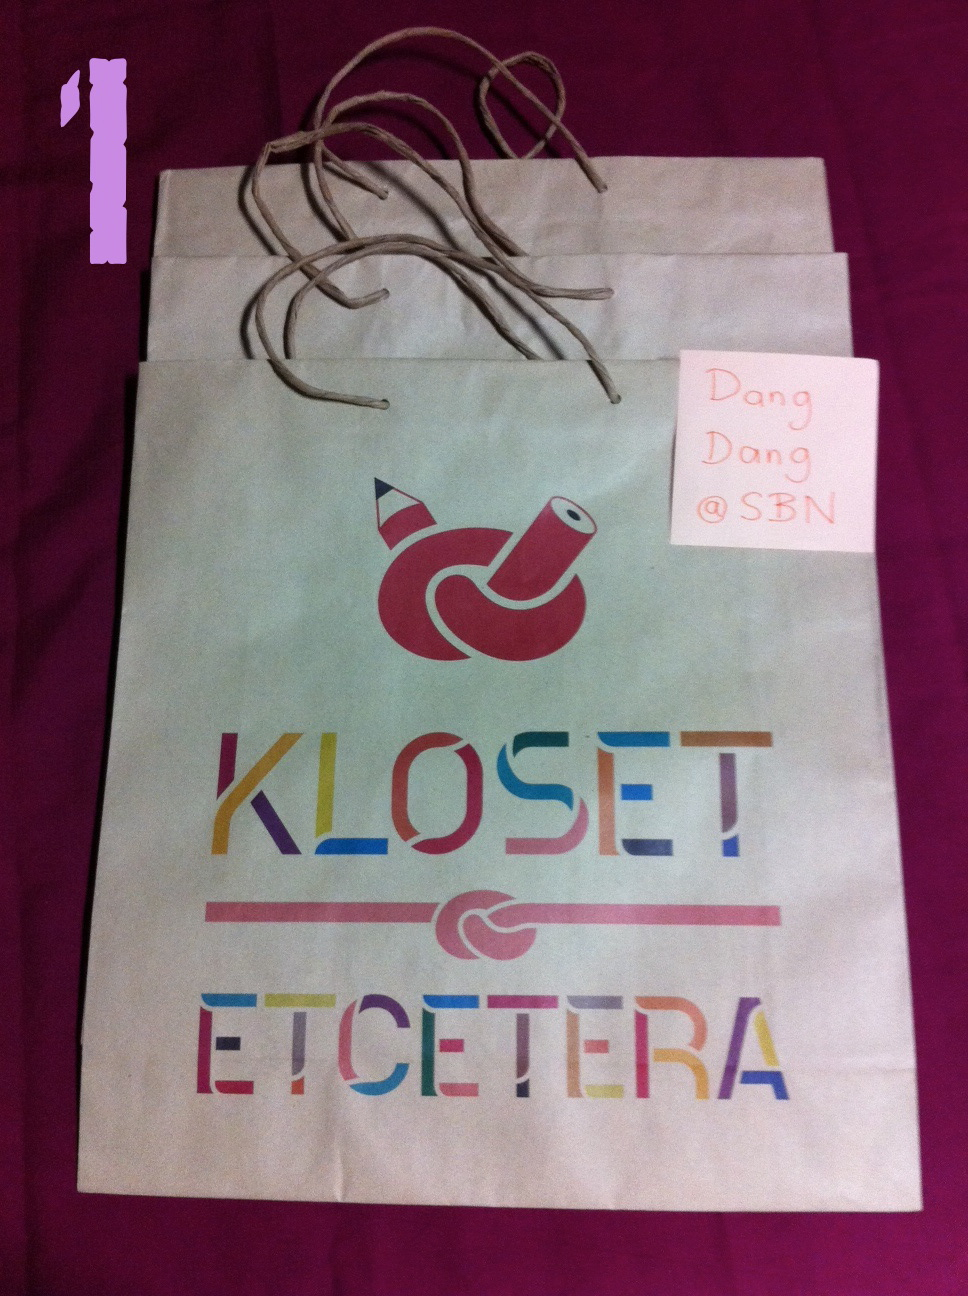 1
Dang
Dang
@SBN
KLOSET
ETCETERA